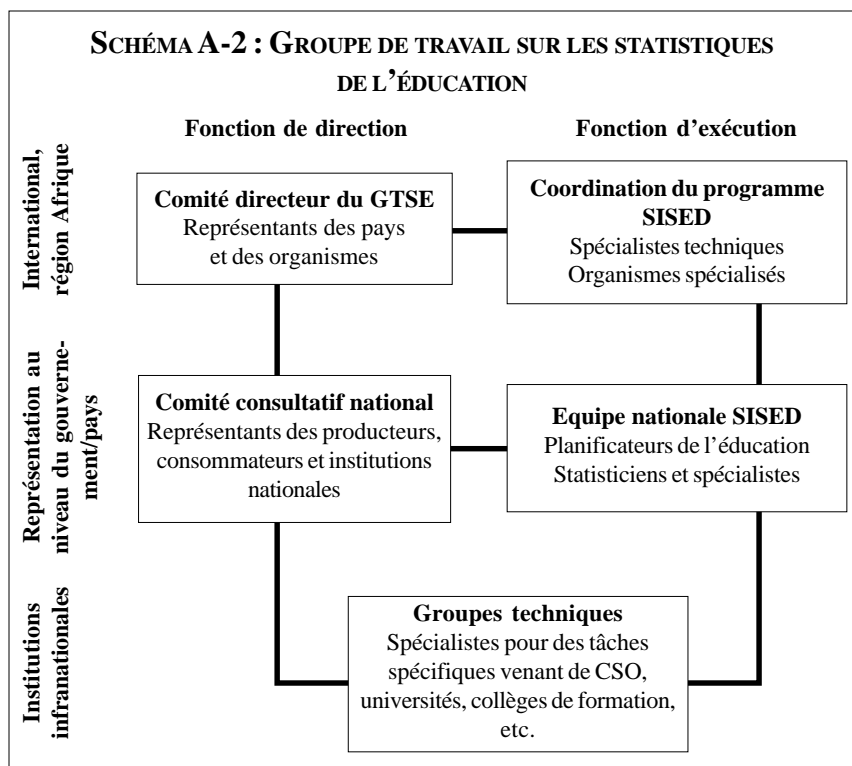 SCHÉMA A-2 : GROUPE DE TRAVAIL SUR LES STATISTIQUES
DE L'ÉDUCATION
Fonction de direction
Fonction d'exécution
International,
région Afrique
Comité directeur du GTSE
Représentants des pays
et des organismes
Coordination du programme
SISED
Spécialistes techniques
Organismes spécialisés
Représentation au
niveau du gouverne-
ment/pays
Comité consultatif national
Représentants des producteurs,
consommateurs et institutions
nationales
Equipe nationale SISED
Planificateurs de l'éducation
Statisticiens et spécialistes
Institutions
infranationales
Groupes techniques
Spécialistes pour des tâches
spécifiques venant de CSO,
universités, collèges de formation,
etc.